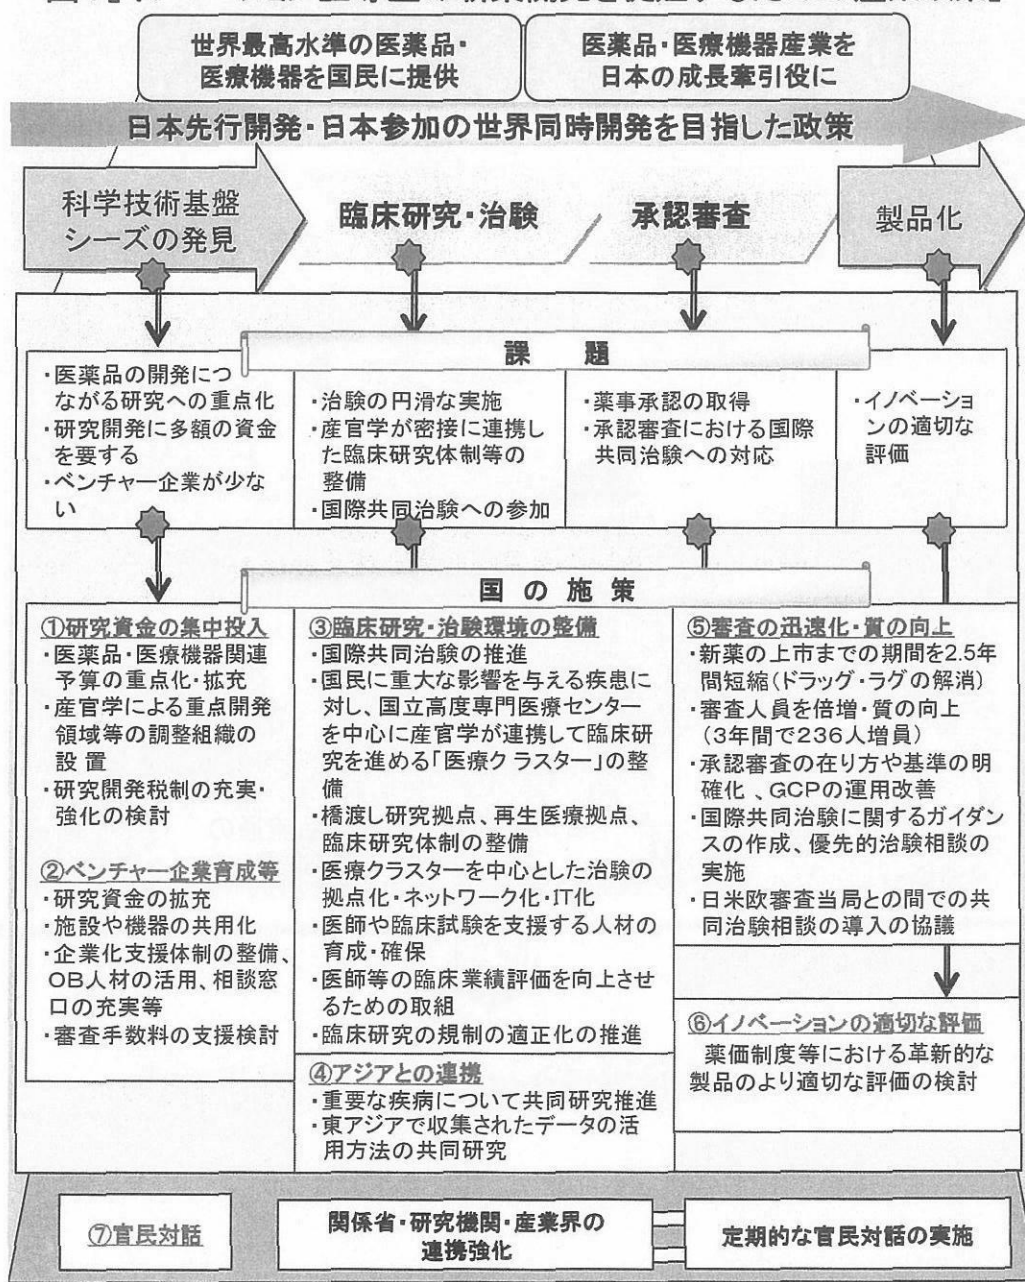 世界最高水準の医薬品・
医療機器を国民に提供
医薬品・医療機器産業を
日本の成長牽引役に
日本先行開発・日本参加の世界同時開発を目指した政策
科学技術基盤
シーズの発見
臨床研究・治験
承認審査
製品化
課 題
・医薬品の開発につ
ながる研究への重点化
・研究開発に多額の資金
を要する
・ベンチャー企業が少な
い
・治験の円滑な実施
・産官学が密接に連携し
た臨床研究体制等の
整備
・国際共同治験への参加
・薬事承認の取得
・承認審査における国際
共同治験への対応
・イノベーショ
ンの適切な
評価
国 の 施 策
①研究資金の集中投入
・医薬品・医療機器関連
予算の重点化・拡充
・産官学による重点開発
領域等の調整組織の
設 置
・研究開発税制の充実・
強化の検討
②ベンチャー企業育成等
・研究資金の拡充
・施設や機器の共用化
・企業化支援体制の整備、
OB人材の活用、相談窓
口の充実等
・審査手数料の支援検討
③臨床研究・治験環境の整備
・国際共同治験の推進
・国民に重大な影響を与える疾患に
対し、国立高度専門医療センター
を中心に産官学が連携して臨床研
究を進める「医療ク ラスター」の整
備
・橋渡し研究拠点、再生医療拠点、
臨床研究体制の整備
・医療クラスターを中心とした治験の
拠点化・ネットワーク化・IT化
・医師や臨床試験を支援する人材の
育成・確保
・医師等の臨床業績評価を向上させ
るための取組
・臨床研究の規制の適正化の推進
④アジアとの連携
・重要な疾病について共同研究推進
・東アジアで収集されたデータの活
用方法の共同研究
⑤審査の迅速化・質の向上
・新薬の上市までの期間を2.5年
間短縮(ドラッグ・ラグの解消)
・審査人員を倍増・質の向上
(3年間で236人増員)
・承認審査の在り方や基準の明
確化 、GCPの運用改善
・国際共同治験に関するガイダン
スの作成、優先的治験相談の
実施
・日米欧審査当局との間での共
同治験相談の導入の協議
⑥イノベーションの適切な評価
薬価制度等における革新的な
製品のより適切な評価の検討
⑦官民対話
関係省・研究機関・産業界の
連携強化
定期的な官民対話の実施